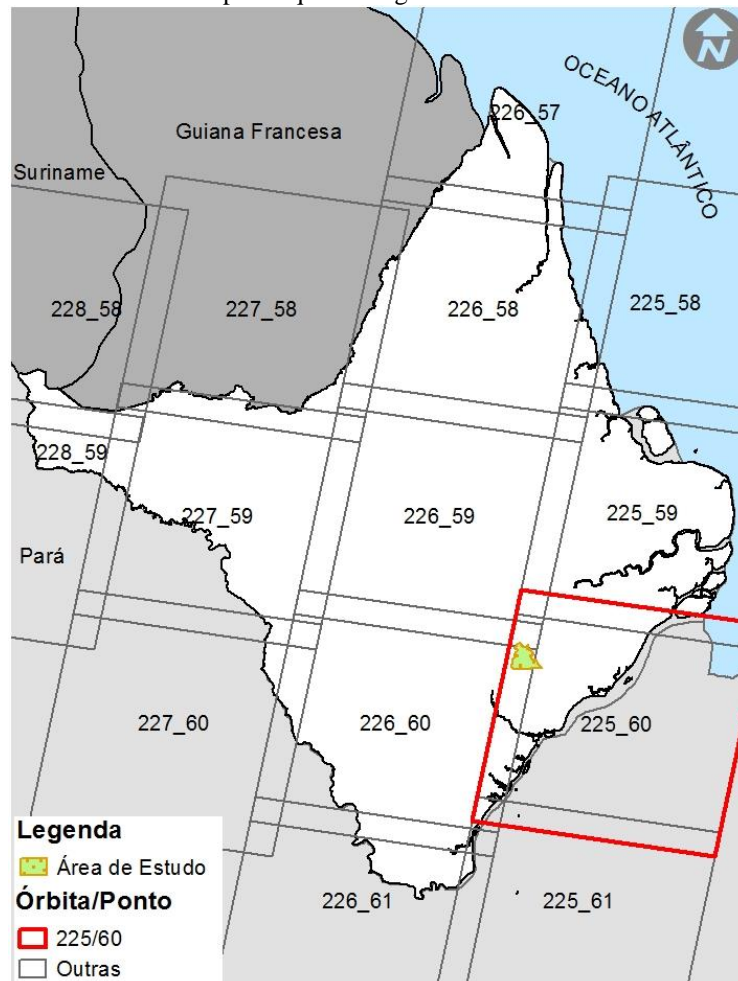 N
OCEANO ATLÂNTICO
226_57
Guiana Francesa
Suriname
228_58
227_58
226_58
225_58
228_59
227_59
226_59
225_59
Pará
227_60
226_60
225_60
Legenda
Área de Estudo
Órbita/Ponto
225/60
Outras
226_61
225_61